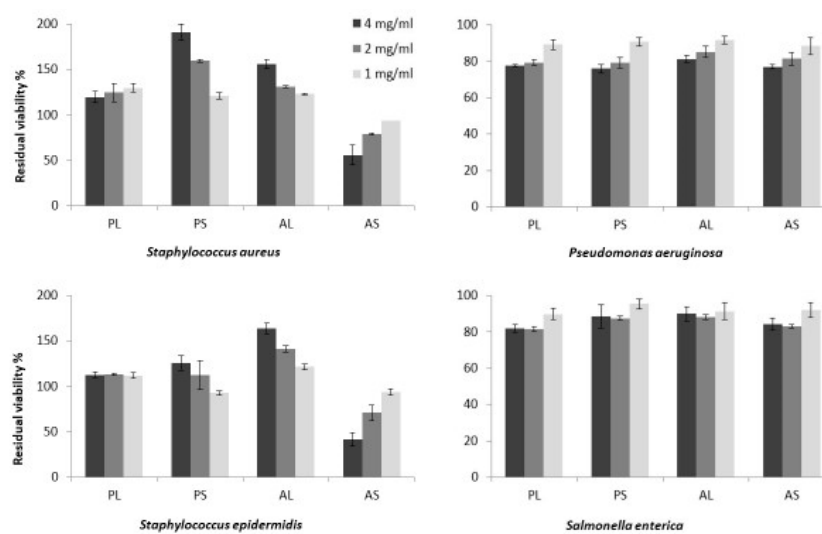 200
150
100
50
0
Residual viability %
4 mg/ml
2 mg/ml
1 mg/ml
PL PS AL AS
Staphylococcus aureus
100
80
60
40
20
0
PL PS AL AS
Pseudomonas aeruginosa
200
150
100
50
0
Residual viability %
PL PS AL AS
Staphylococcus epidermidis
100
80
60
40
20
0
PL PS AL AS
Salmonella enterica